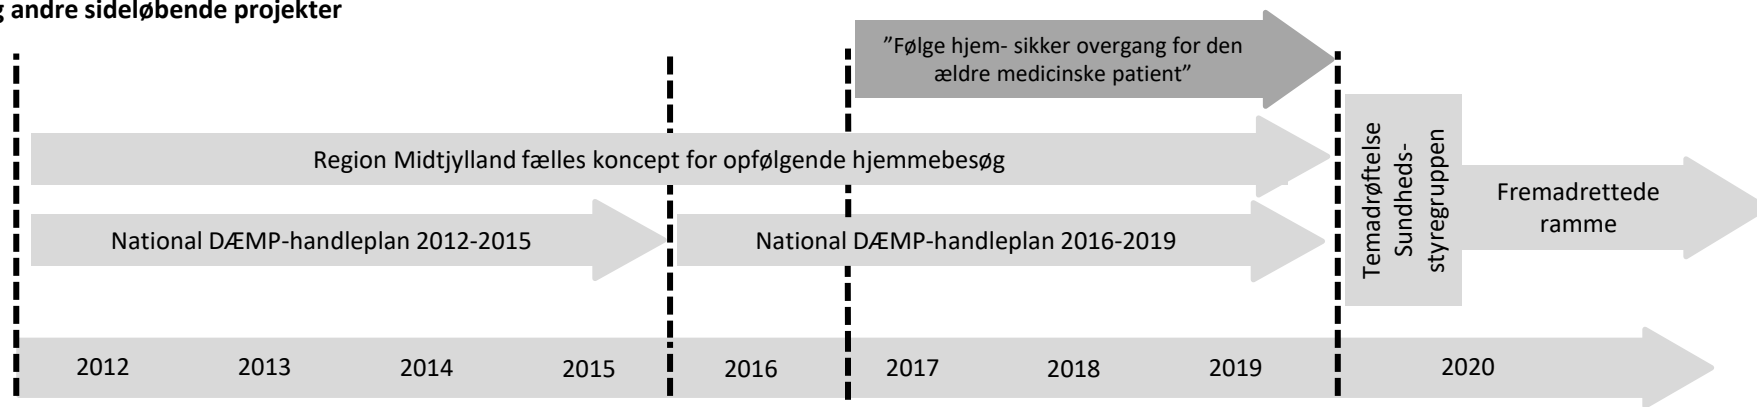 g andre sideløbende projekter
”Følge hjem- sikker overgang for den
ældre medicinske patient”
Region Midtjylland fælles koncept for opfølgende hjemmebesøg
National DÆMP-handleplan 2012-2015
National DÆMP-handleplan 2016-2019
Temadrøftelse
Sundheds-
styregruppen
Fremadrettede
ramme
2012 2013 2014 2015 2016 2017 2018 2019 2020